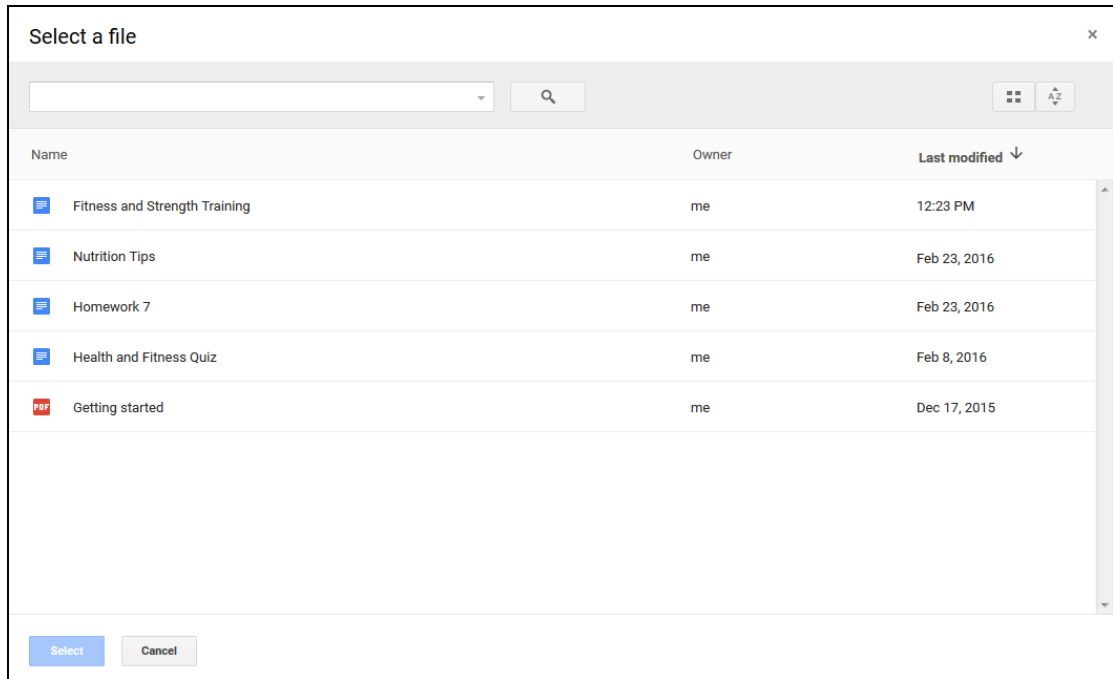 Select a file ×
AZ
Name Owner Last modified
Fitness and Strength Training me 12:23 PM
Nutrition Tips me Feb 23, 2016
Homework 7 me Feb 23, 2016
Health and Fitness Quiz me Feb 8, 2016
PDF Getting started me Dec 17, 2015
Select Cancel